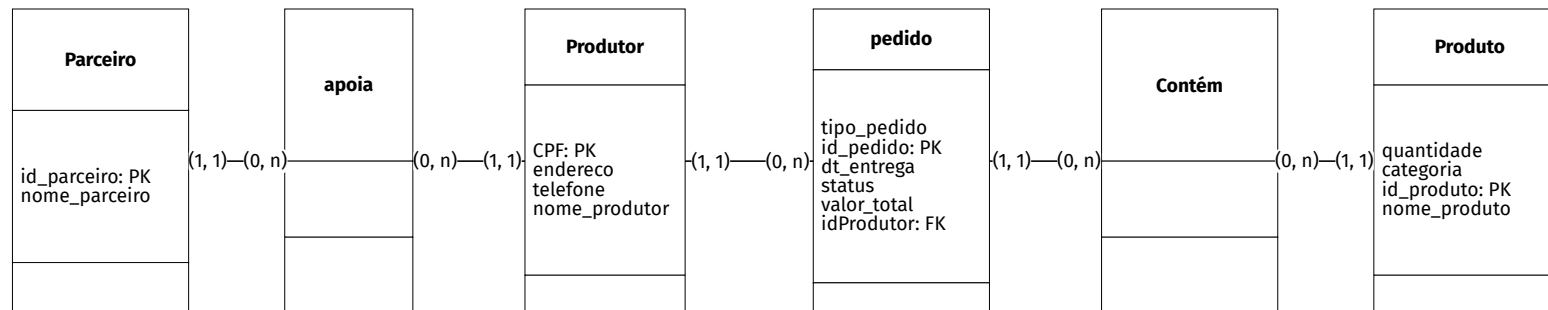 Parceiro
id_parceiro: PK
nome_parceiro
(1, 1)
(0, n)
apoia
(0, n)
(1, 1)
Produtor
CPF: PK
endereco
telefone
nome_produtor
(1, 1)
(0, n)
pedido
tipo_pedido
id_pedido: PK
dt_entrega
status
valor_total
idProdutor: FK
(1, 1)
(0, n)
Contém
(0, n)
(1, 1)
Produto
quantidade
categoria
id_produto: PK
nome_produto